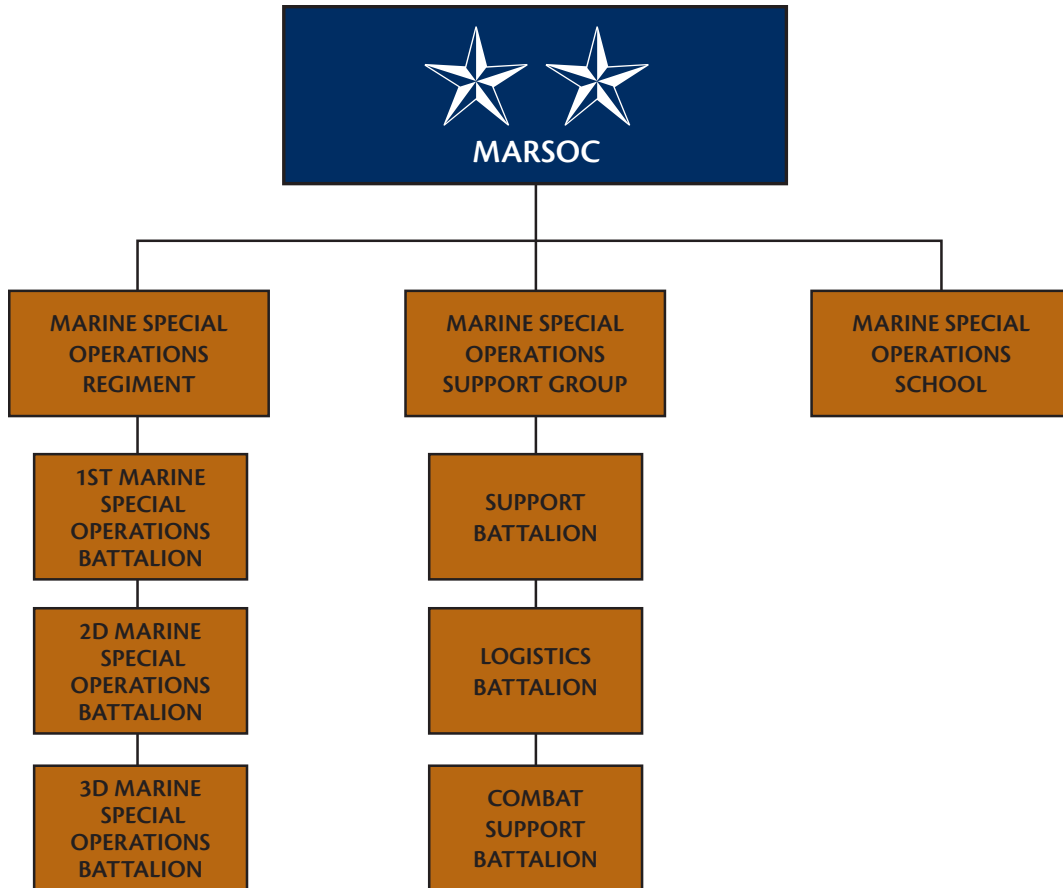 MARSOC
MARINE SPECIAL
OPERATIONS
REGIMENT
MARINE SPECIAL
OPERATIONS
SUPPORT GROUP
MARINE SPECIAL
OPERATIONS
SCHOOL
1ST MARINE
SPECIAL
OPERATIONS
BATTALION
SUPPORT
BATTALION
2D MARINE
SPECIAL
OPERATIONS
BATTALION
LOGISTICS
BATTALION
3D MARINE
SPECIAL
OPERATIONS
BATTALION
COMBAT
SUPPORT
BATTALION